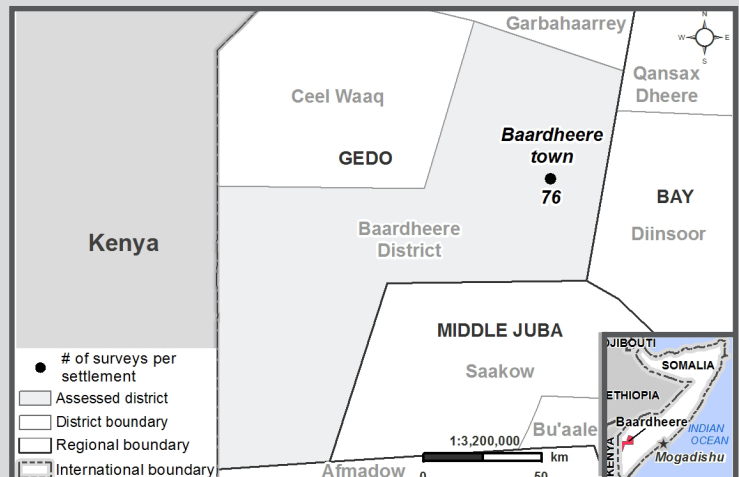 Garbahaarrey
N
W
E
S
Qansax
Dheere
Ceel Waaq
Baardheere
town
76
GEDO
BAY
Diinsoor
Baardheere
District
Kenya
MIDDLE JUBA
Saakow
Bu'aale
Afmadow
# of surveys per
settlement
Assessed district
District boundary
Regional boundary
International boundary
1:3,200,000
km
0
50
DJIBOUTI
SOMALIA
ETHIOPIA
Baardheere
INDIAN
OCEAN
KENYA
Mogadishu